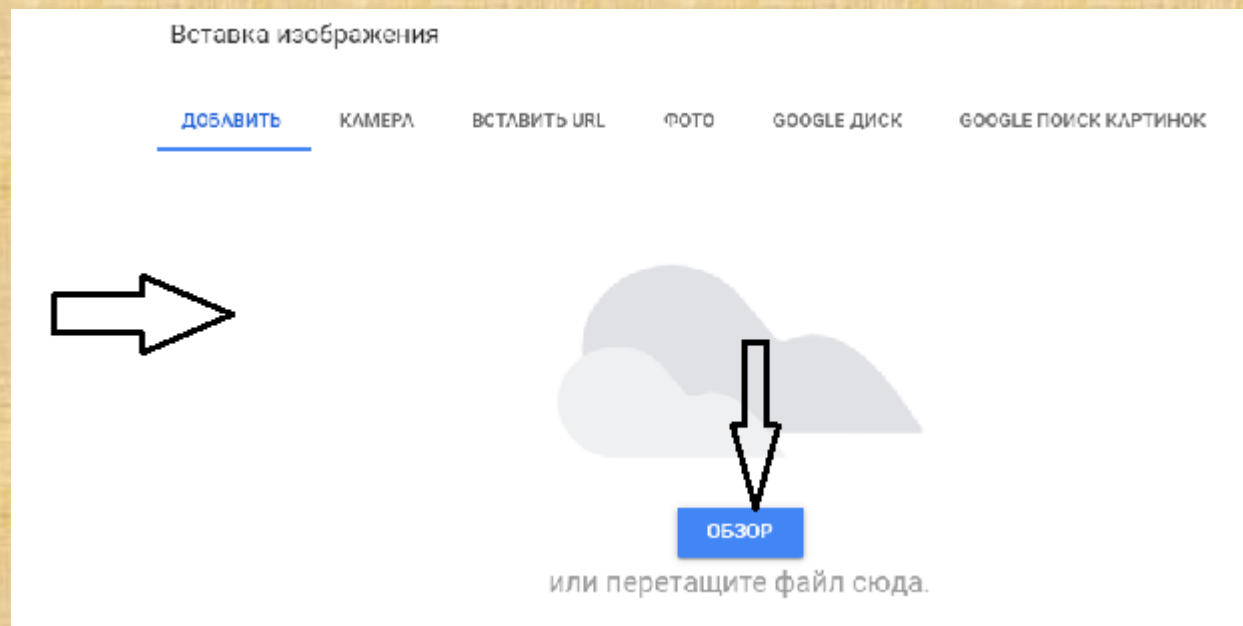 Вставка изображения
ДОБАВИТЬ КАМЕРА ВСТАВИТЬ URL ФОТО GOOGLE ДИСК GOOGLE ПОИСК КАРТИНОК
ОБЗОР
или перетащите файл сюда.